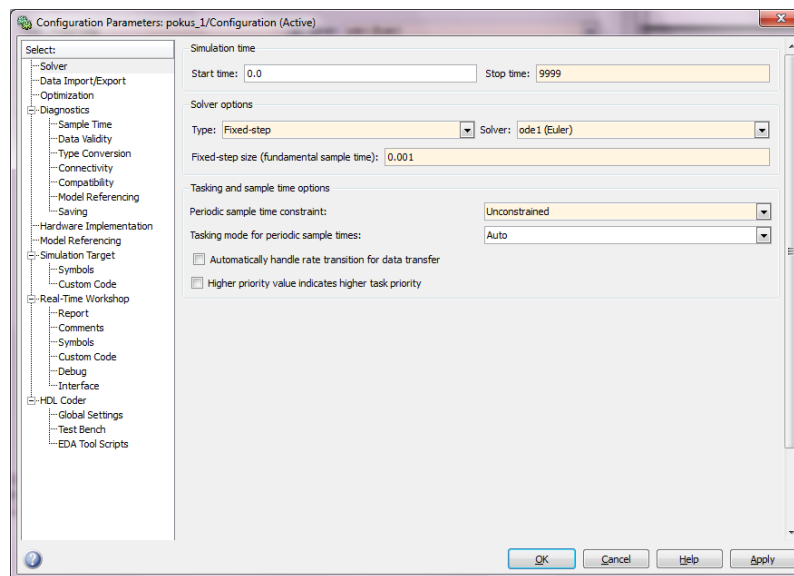 Configuration Parameters: pokus_1/Configuration (Active)
Select:
Solver
Data Import/Export
Optimization
Diagnostics
Sample Time
Data Validity
Type Conversion
Connectivity
Compatibility
Model Referencing
Saving
Hardware Implementation
Model Referencing
Simulation Target
Symbols
Custom Code
Real-Time Workshop
Report
Comments
Symbols
Custom Code
Debug
Interface
HDL Coder
Global Settings
Test Bench
EDA Tool Scripts
Simulation time
Start time: 0.0 Stop time: 9999
Solver options
Type: Fixed-step Solver: ode1 (Euler)
Fixed-step size (fundamental sample time): 0.001
Tasking and sample time options
Periodic sample time constraint: Unconstrained
Tasking mode for periodic sample times: Auto
Automatically handle rate transition for data transfer
Higher priority value indicates higher task priority
OK Cancel Help Apply